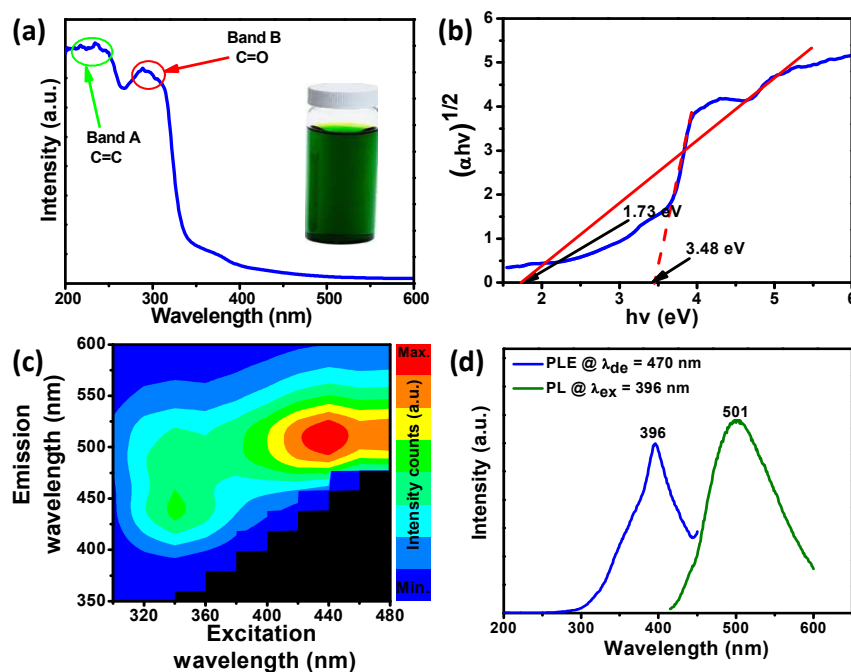 (a)
Band B
C=O
Band A
C=C
Intensity (a.u.)
200 300 400 500 600
Wavelength (nm)
(b)
(αhν)1/2
6
5
4
3
2
1
0
1.73 eV
3.48 eV
2 3 4 5 6
hν (eV)
(c)
Emission
wavelength (nm)
600
550
500
450
400
350
320 360 400 440 480
Excitation
wavelength (nm)
Max.
Intensity counts (a.u.)
Min.
(d)
PLE @ λde = 470 nm
PL @ λex = 396 nm
396
501
Intensity (a.u.)
200 300 400 500 600
Wavelength (nm)